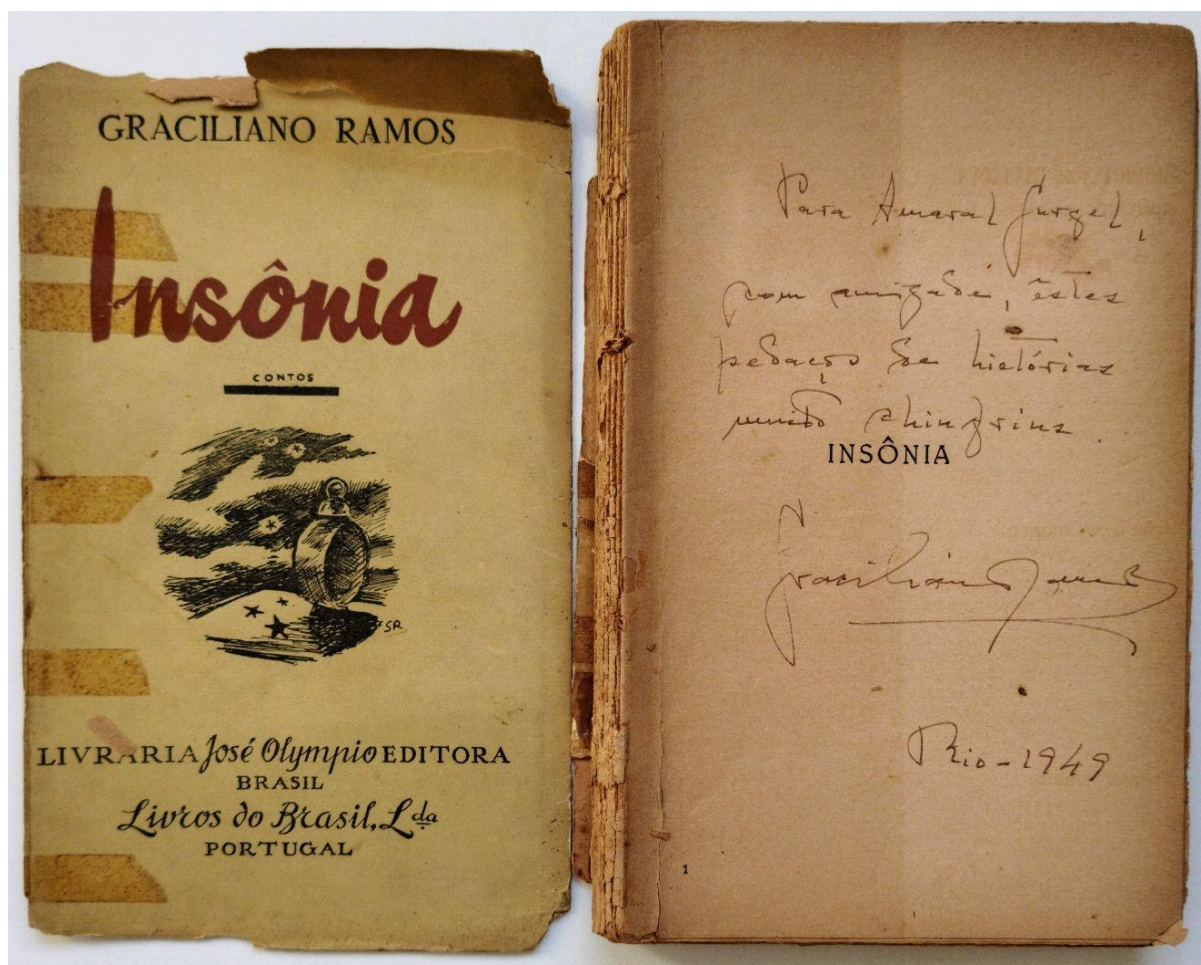 GRACILIANO RAMOS
Insônia
CONTOS
SR
LIVRARIA José Olympio EDITORA
BRASIL
Livros do Brasil, Lda
PORTUGAL
Para Amaral Gurgel,
com amizade, êstes
pedaços de histórias
muito chinfrins.
INSÔNIA
Graciliano Ramos
Rio - 1949
1